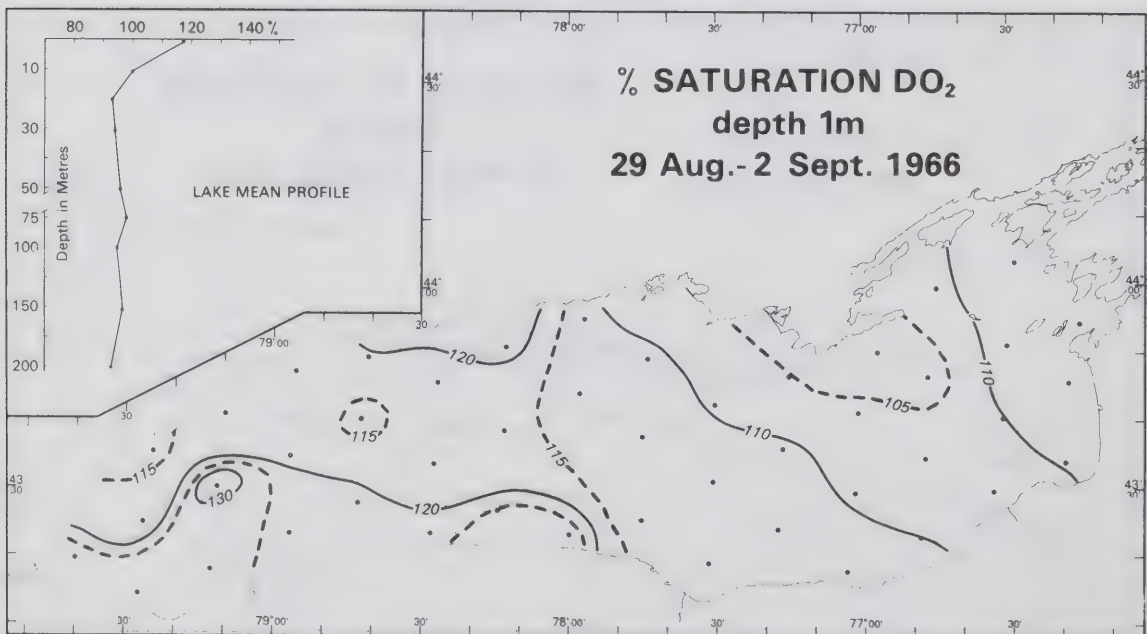 80 100 120 140 %
10
30
50
75
100
150
200
Depth in Metres
LAKE MEAN PROFILE
% SATURATION DO₂
depth 1m
29 Aug.- 2 Sept. 1966
78°00' 30' 77°00' 30'
44° 30' 44° 30'
44° 00' 44° 00'
30'
79°00'
30
43 30' 43° 30'
120
115
115
130
120
115
110
105
110
30' 79°00' 30' 78°00' 30' 77°00' 30'